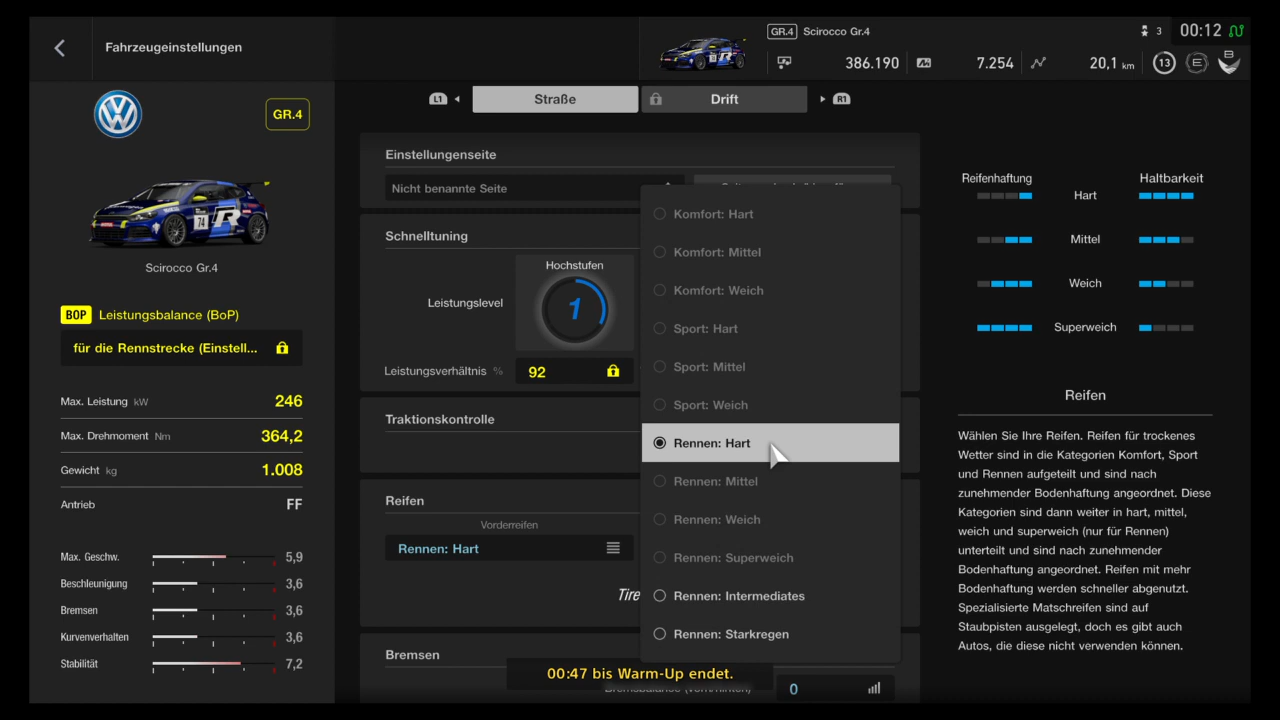 Fahrzeugeinstellungen
GR.4 Scirocco Gr.4
3 00:12
386.190 7.254 20,1 km 13 E B
GR.4
Scirocco Gr.4
BOP Leistungsbalance (BoP)
für die Rennstrecke (Einstell...
Max. Leistung kW 246
Max. Drehmoment Nm 364,2
Gewicht kg 1.008
Antrieb FF
Max. Geschw. 5,9
Beschleunigung 3,6
Bremsen 3,6
Kurvenverhalten 3,6
Stabilität 7,2
L1 Straße Drift R1
Einstellungenseite
Nicht benannte Seite
Schnelltuning
Hochstufen
Leistungslevel 1
Leistungsverhältnis % 92
Traktionskontrolle
Reifen
Vorderreifen
Rennen: Hart
Tire
Bremsen
Bremsbalance (vorn/hinten) 0
00:47 bis Warm-Up endet.
Komfort: Hart
Komfort: Mittel
Komfort: Weich
Sport: Hart
Sport: Mittel
Sport: Weich
Rennen: Hart
Rennen: Mittel
Rennen: Weich
Rennen: Superweich
Rennen: Intermediates
Rennen: Starkregen
Reifenhaftung Haltbarkeit
Hart
Mittel
Weich
Superweich
Reifen
Wählen Sie Ihre Reifen. Reifen für trockenes
Wetter sind in die Kategorien Komfort, Sport
und Rennen aufgeteilt und sind nach
zunehmender Bodenhaftung angeordnet. Diese
Kategorien sind dann weiter in hart, mittel,
weich und superweich (nur für Rennen)
unterteilt und sind nach zunehmender
Bodenhaftung angeordnet. Reifen mit mehr
Bodenhaftung werden schneller abgenutzt.
Spezialisierte Matschreifen sind auf
Staubpisten ausgelegt, doch es gibt auch
Autos, die diese nicht verwenden können.